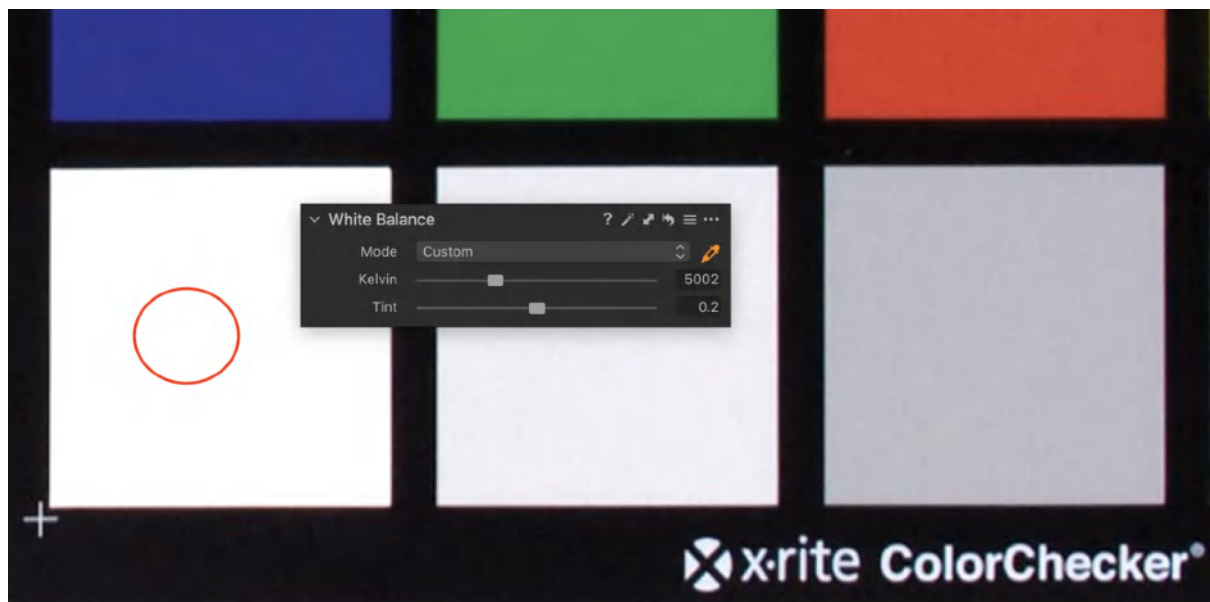 White Balance ?
Mode Custom
Kelvin 5002
Tint 0.2
x·rite ColorChecker®